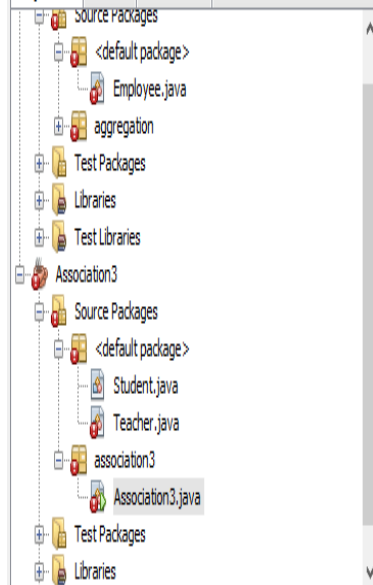 Source Packages
<default package>
Employee.java
aggregation
Test Packages
Libraries
Test Libraries
Association3
Source Packages
<default package>
Student.java
Teacher.java
association3
Association3.java
Test Packages
Libraries